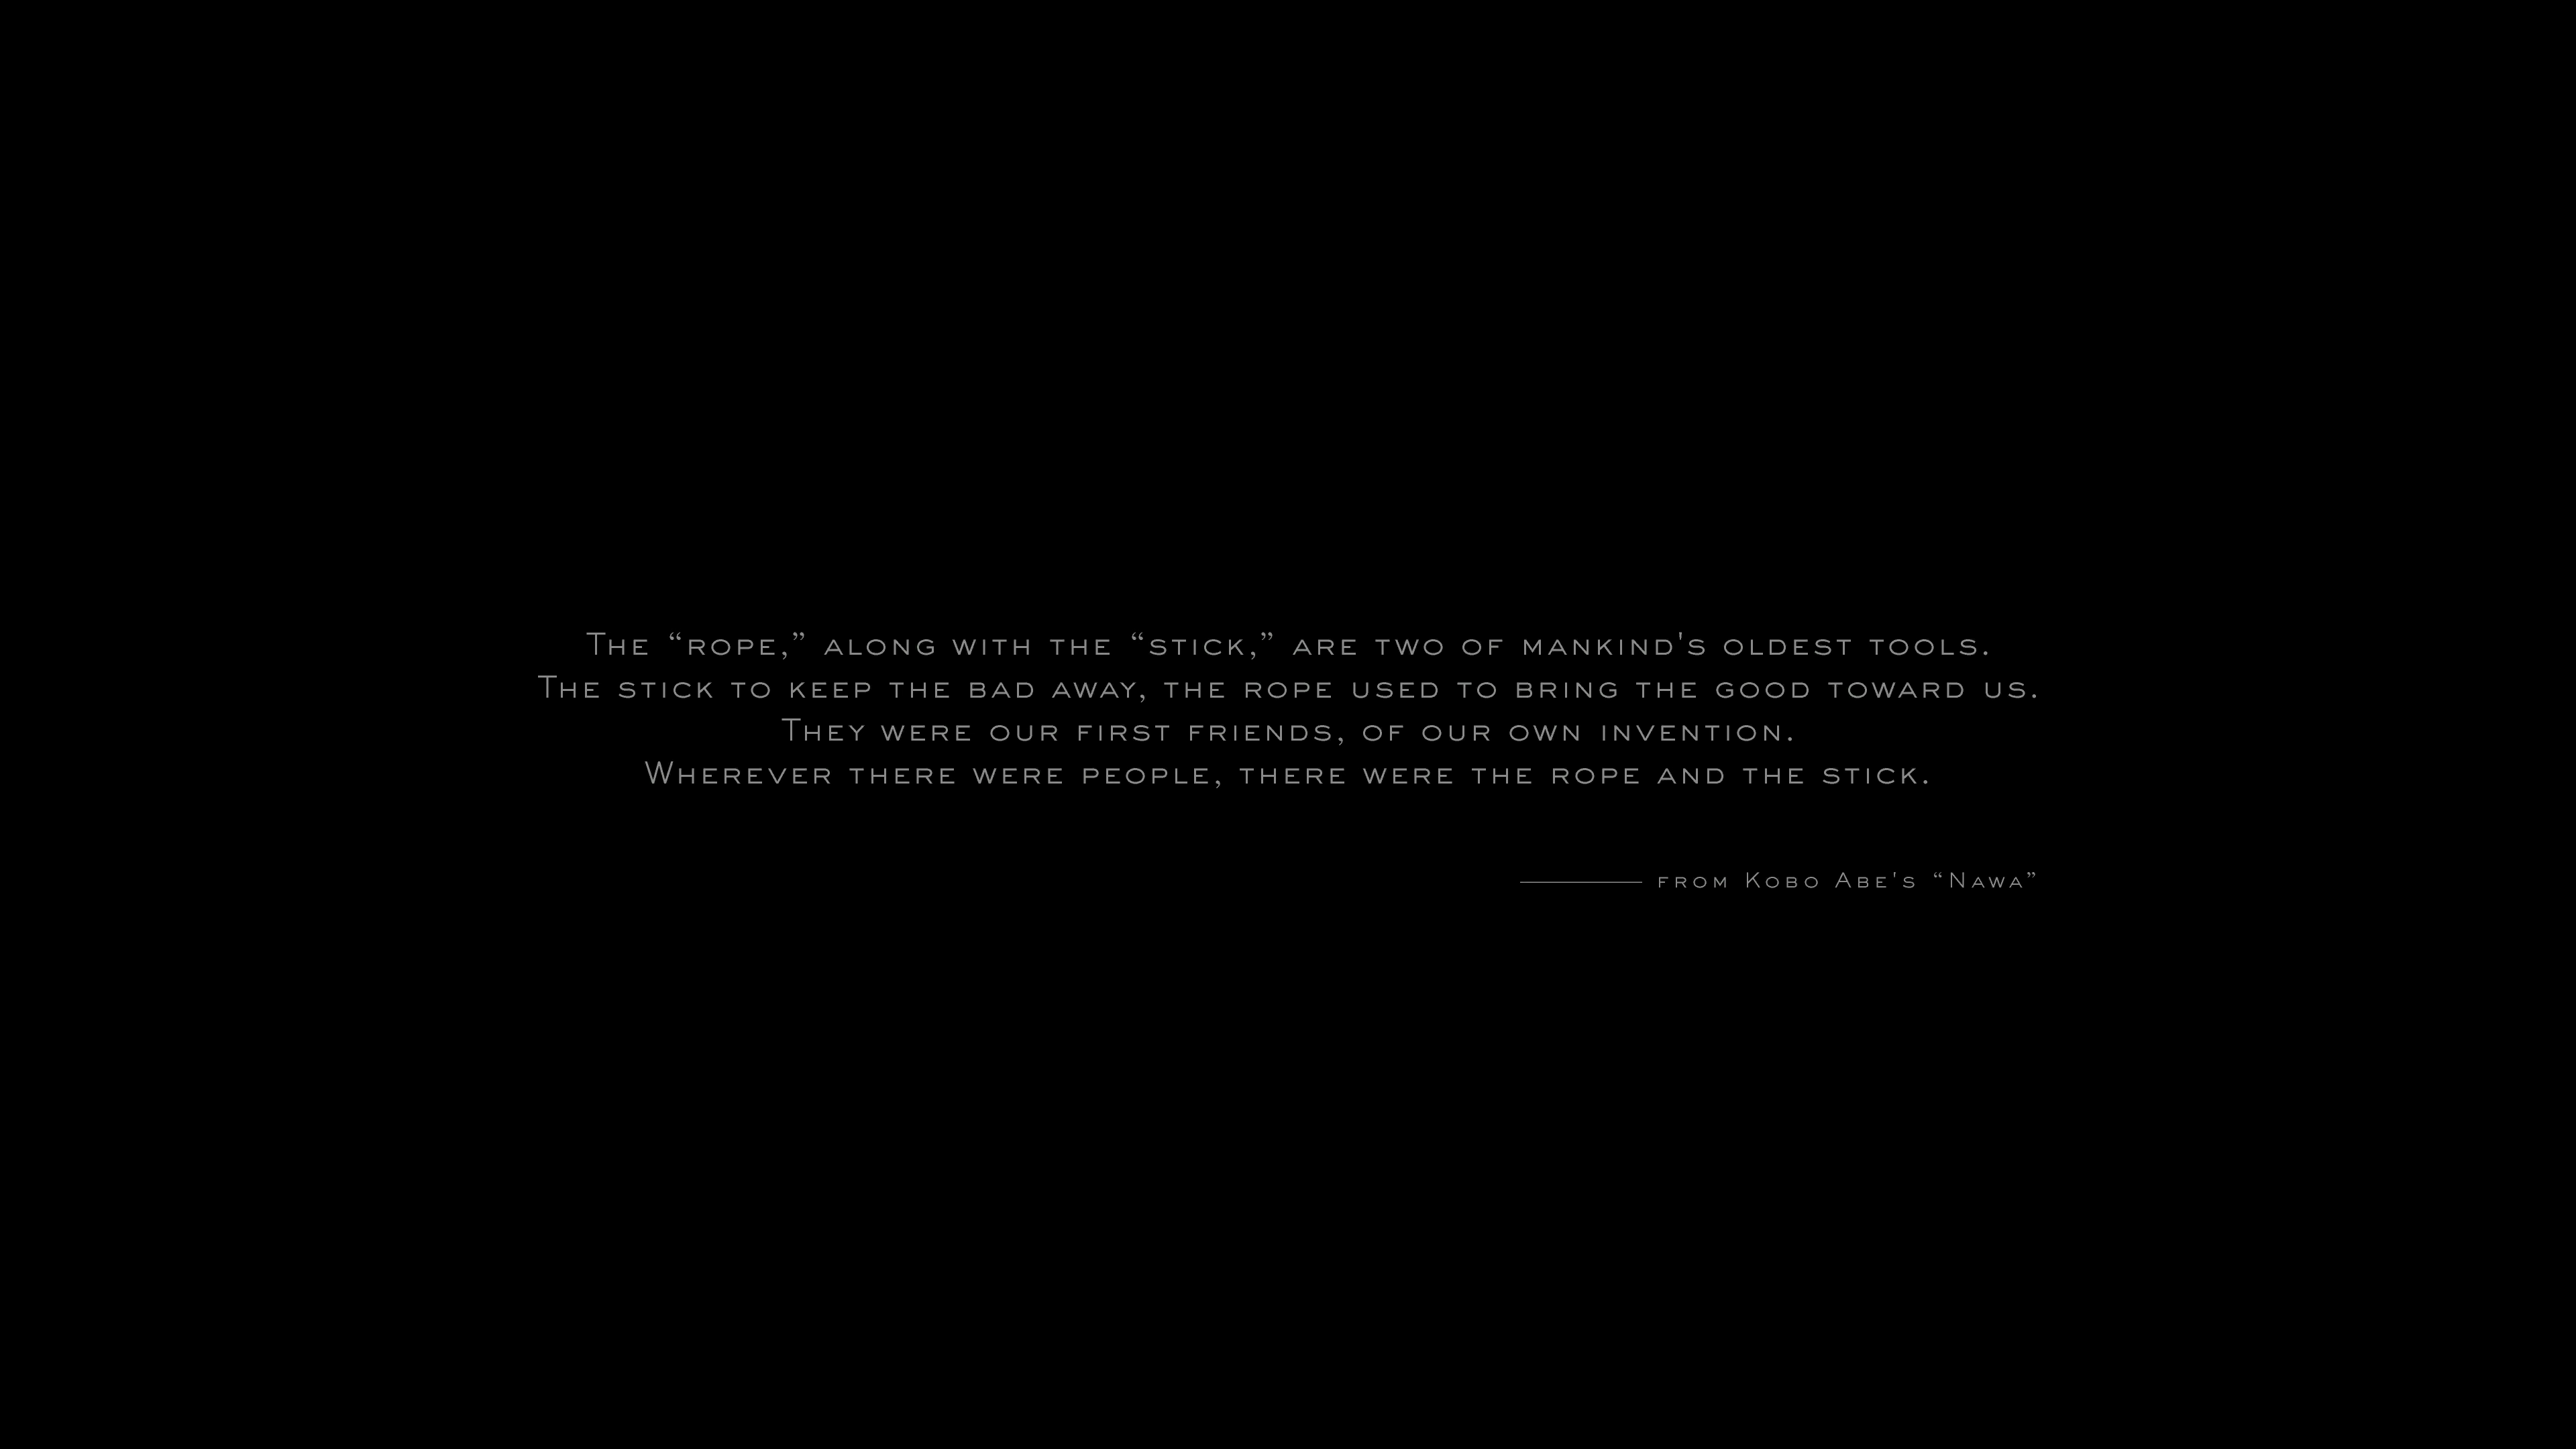 The “rope,” along with the “stick,” are two of mankind's oldest tools.
The stick to keep the bad away, the rope used to bring the good toward us.
They were our first friends, of our own invention.
Wherever there were people, there were the rope and the stick.
from Kobo Abe's “Nawa”